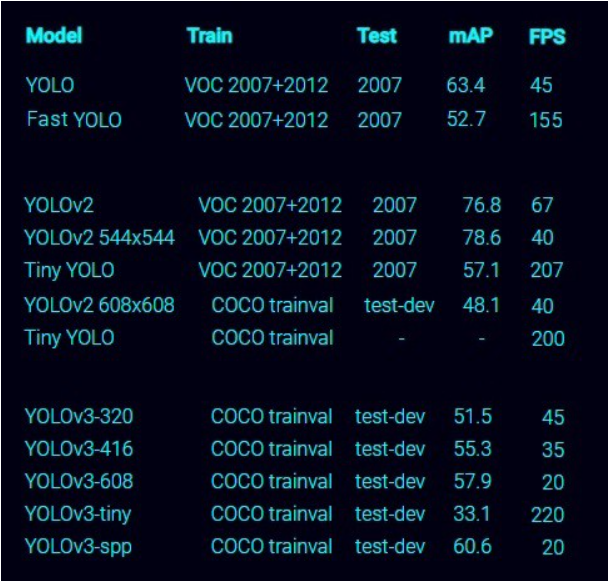 Model Train Test mAP FPS
YOLO VOC 2007+2012 2007 63.4 45
Fast YOLO VOC 2007+2012 2007 52.7 155
YOLOv2 VOC 2007+2012 2007 76.8 67
YOLOv2 544x544 VOC 2007+2012 2007 78.6 40
Tiny YOLO VOC 2007+2012 2007 57.1 207
YOLOv2 608x608 COCO trainval test-dev 48.1 40
Tiny YOLO COCO trainval - - 200
YOLOv3-320 COCO trainval test-dev 51.5 45
YOLOv3-416 COCO trainval test-dev 55.3 35
YOLOv3-608 COCO trainval test-dev 57.9 20
YOLOv3-tiny COCO trainval test-dev 33.1 220
YOLOv3-spp COCO trainval test-dev 60.6 20